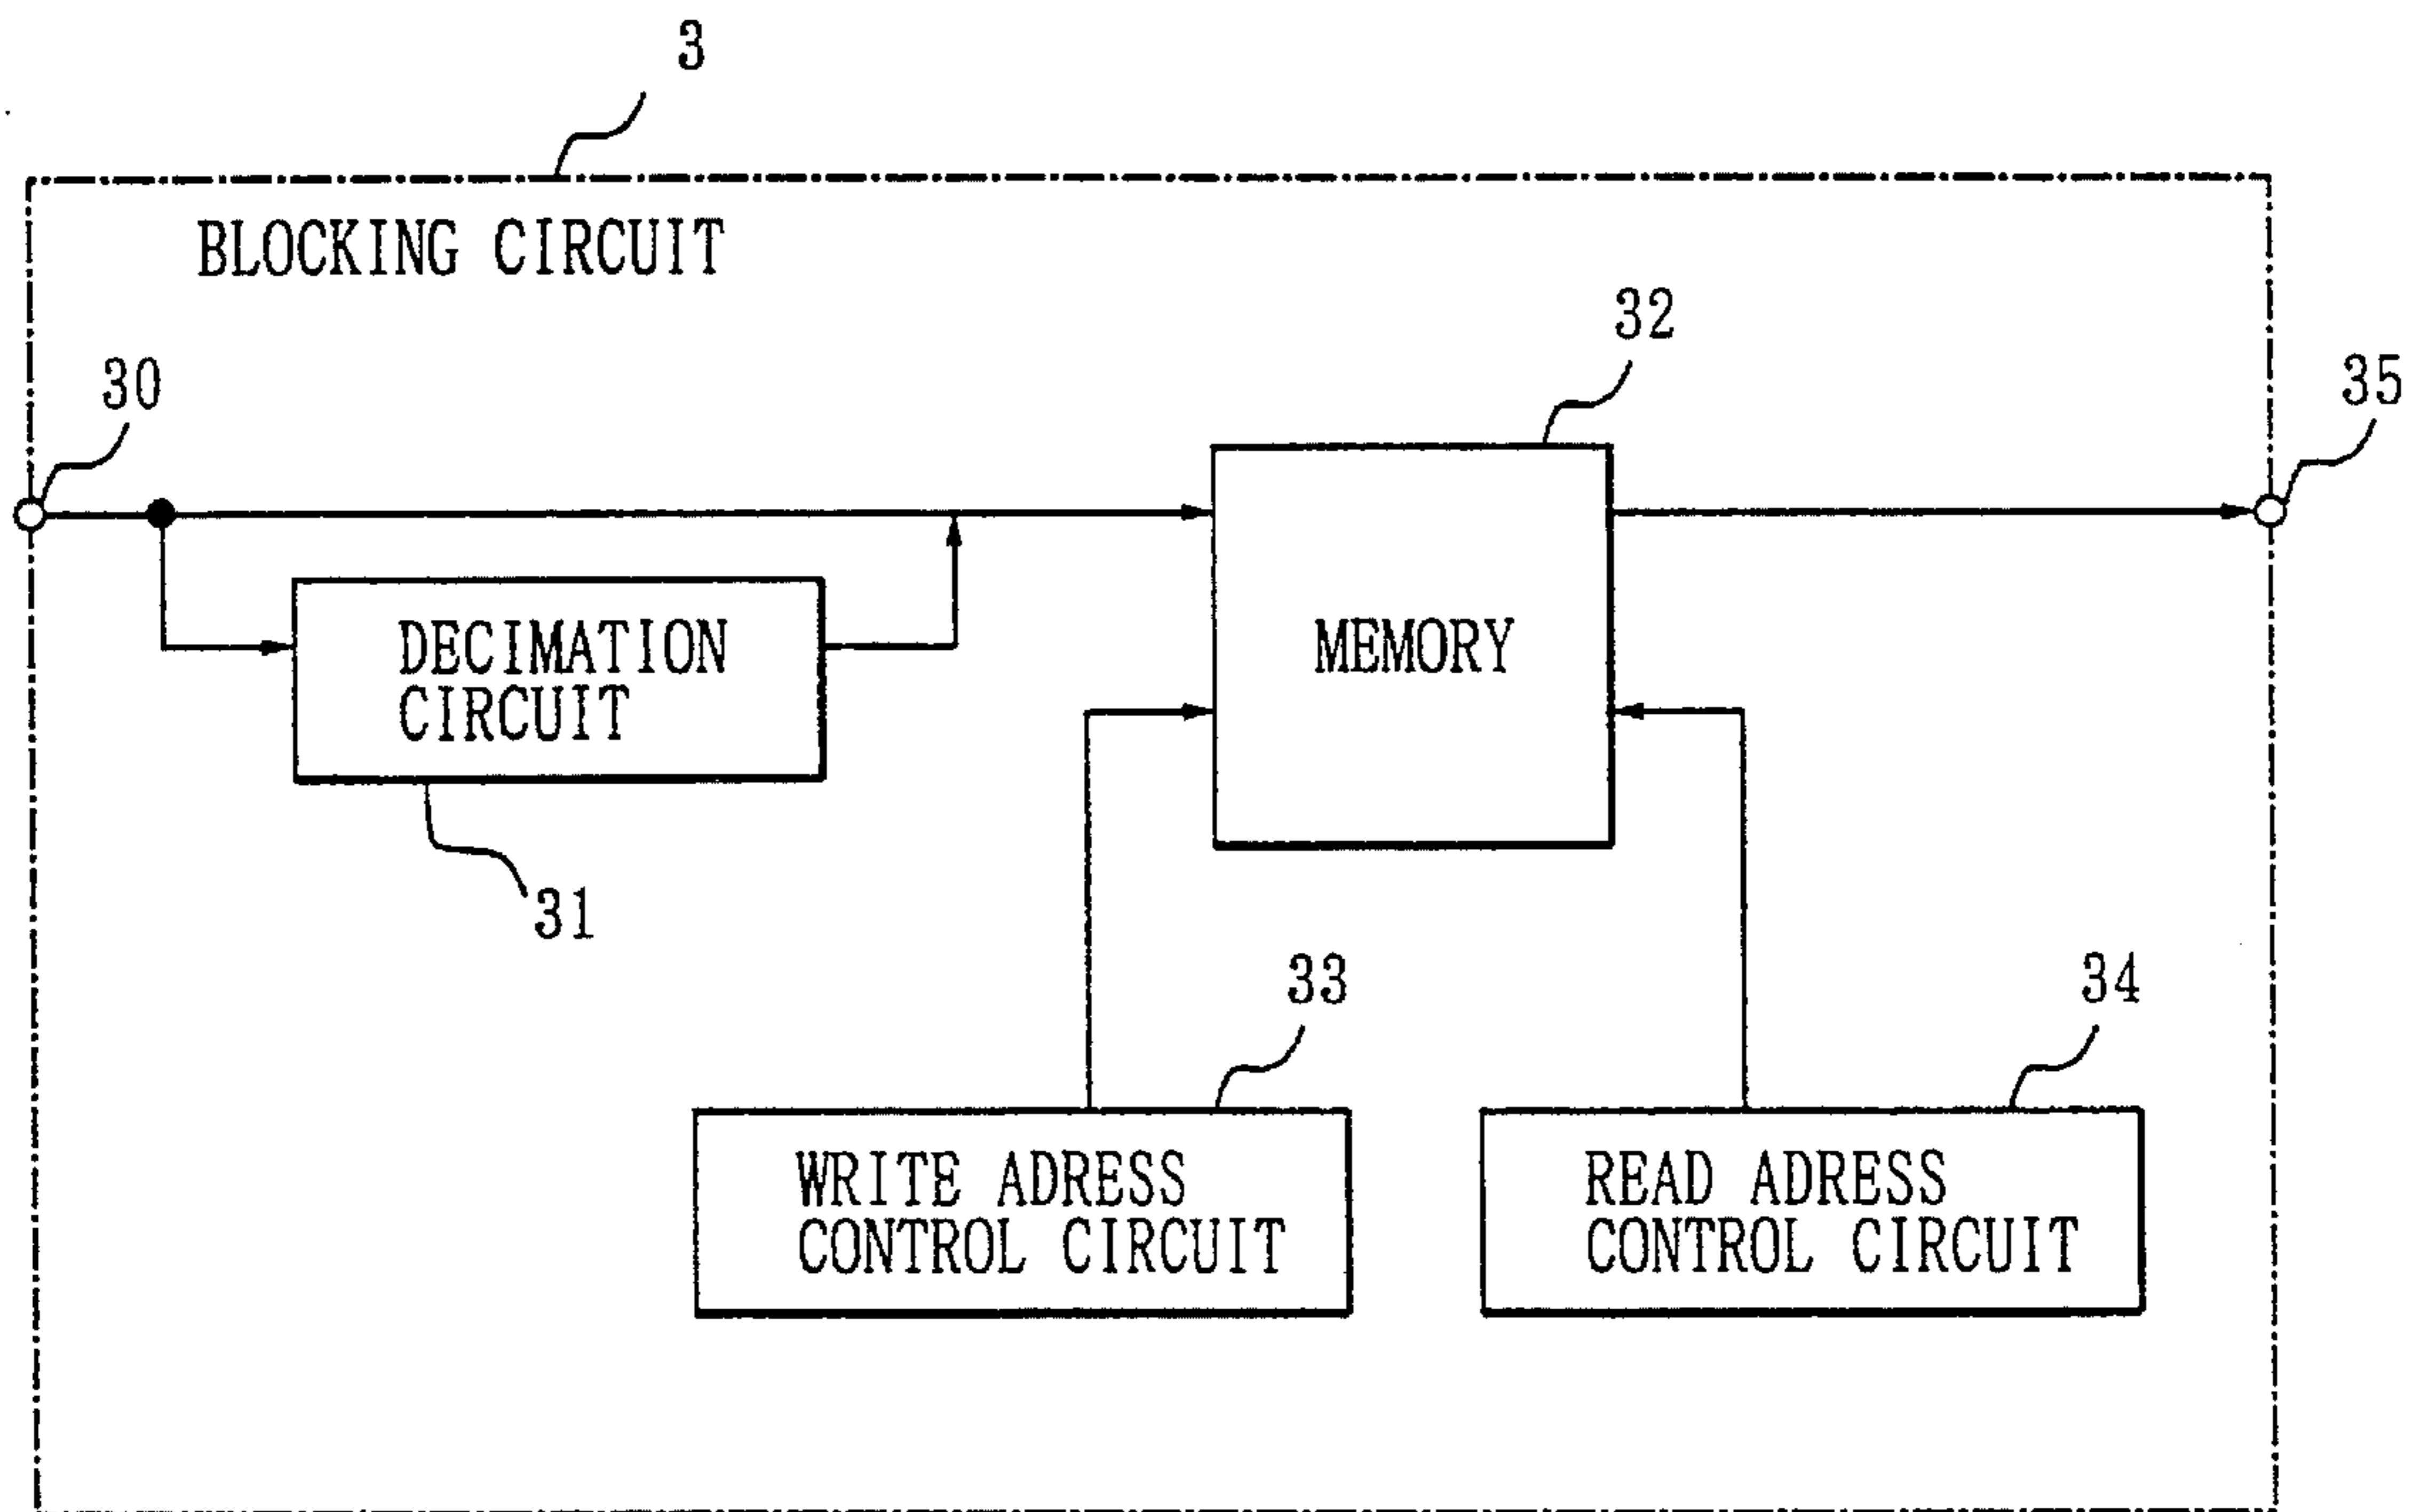 3
BLOCKING CIRCUIT
32
30
35
DECIMATION
CIRCUIT
MEMORY
31
33
34
WRITE ADRESS
CONTROL CIRCUIT
READ ADRESS
CONTROL CIRCUIT